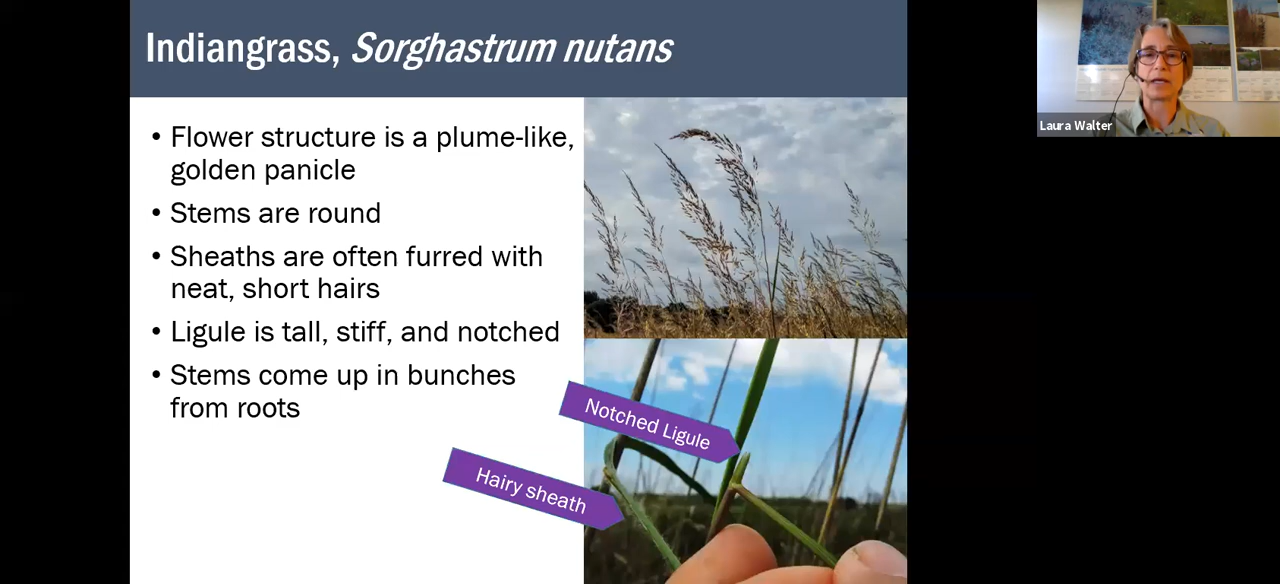 Indiangrass, Sorghastrum nutans
• Flower structure is a plume-like,
golden panicle
• Stems are round
• Sheaths are often furred with
neat, short hairs
• Ligule is tall, stiff, and notched
• Stems come up in bunches
from roots
Notched Ligule
Hairy sheath
Laura Walter